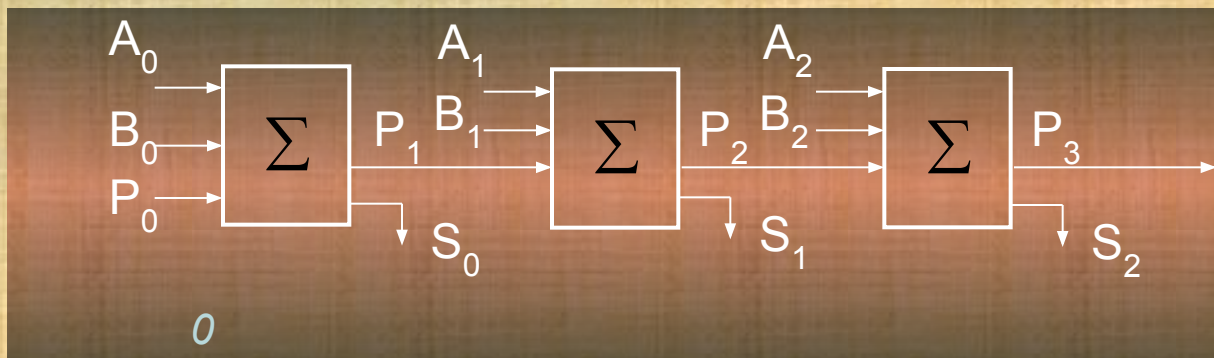 A0 A1 A2
B0 Σ P1 B1 Σ P2 B2 Σ P3
P0 S0 S1 S2
0